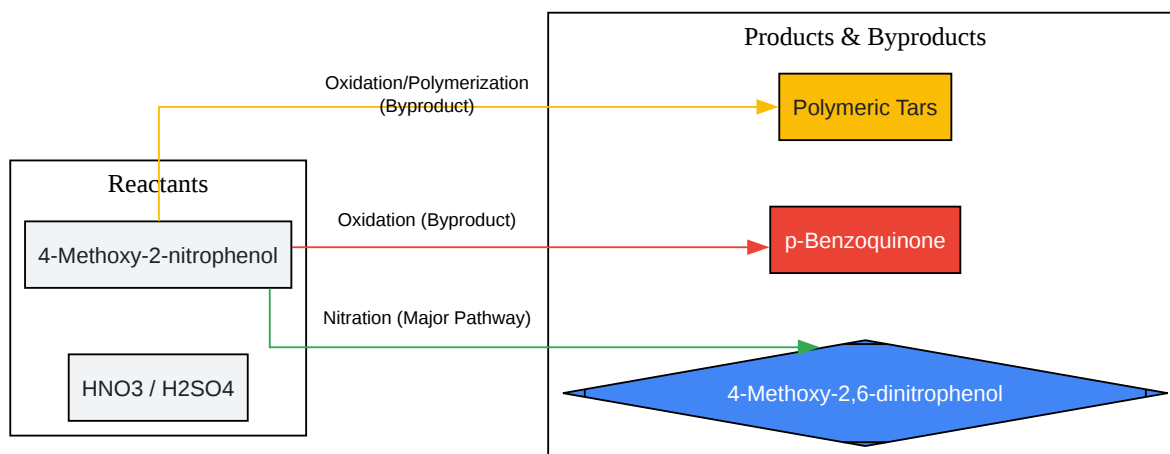 Products & Byproducts
Oxidation/Polymerization
(Byproduct)
Polymeric Tars
Reactants
4-Methoxy-2-nitrophenol
Oxidation (Byproduct)
p-Benzoquinone
Nitration (Major Pathway)
HNO3 / H2SO4
4-Methoxy-2,6-dinitrophenol